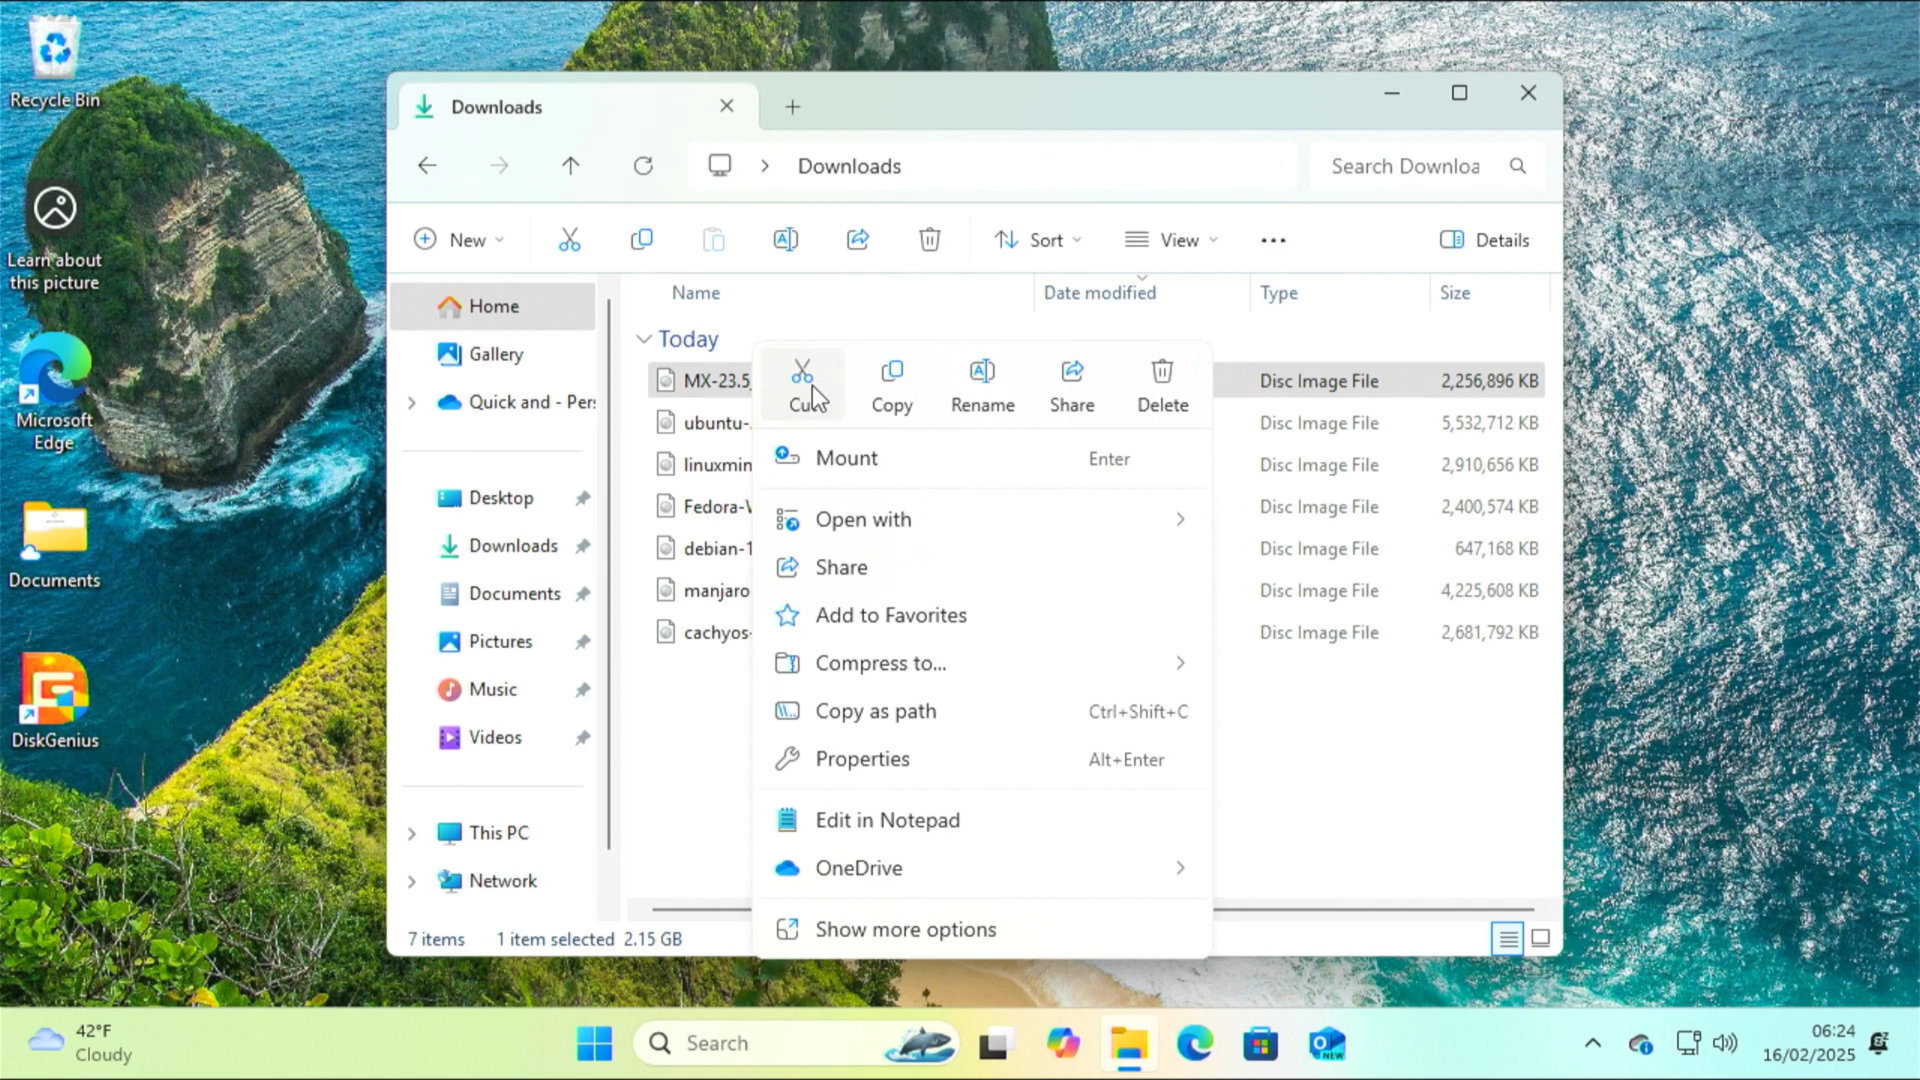 Recycle Bin
Learn about
this picture
Microsoft
Edge
Documents
DiskGenius
Downloads
Downloads
Search Downloa
New
Sort
View
Details
Home
Gallery
Quick and - Per
Desktop
Downloads
Documents
Pictures
Music
Videos
This PC
Network
Name
Date modified
Type
Size
Today
MX-23.5
Disc Image File
2,256,896 KB
ubuntu-
Disc Image File
5,532,712 KB
linuxmin
Disc Image File
2,910,656 KB
Fedora-
Disc Image File
2,400,574 KB
debian-1
Disc Image File
647,168 KB
manjaro
Disc Image File
4,225,608 KB
cachyos-
Disc Image File
2,681,792 KB
Cut
Copy
Rename
Share
Delete
Mount
Enter
Open with
Share
Add to Favorites
Compress to...
Copy as path
Ctrl+Shift+C
Properties
Alt+Enter
Edit in Notepad
OneDrive
Show more options
7 items
1 item selected 2.15 GB
42°F
Cloudy
Search
NEW
06:24
16/02/2025